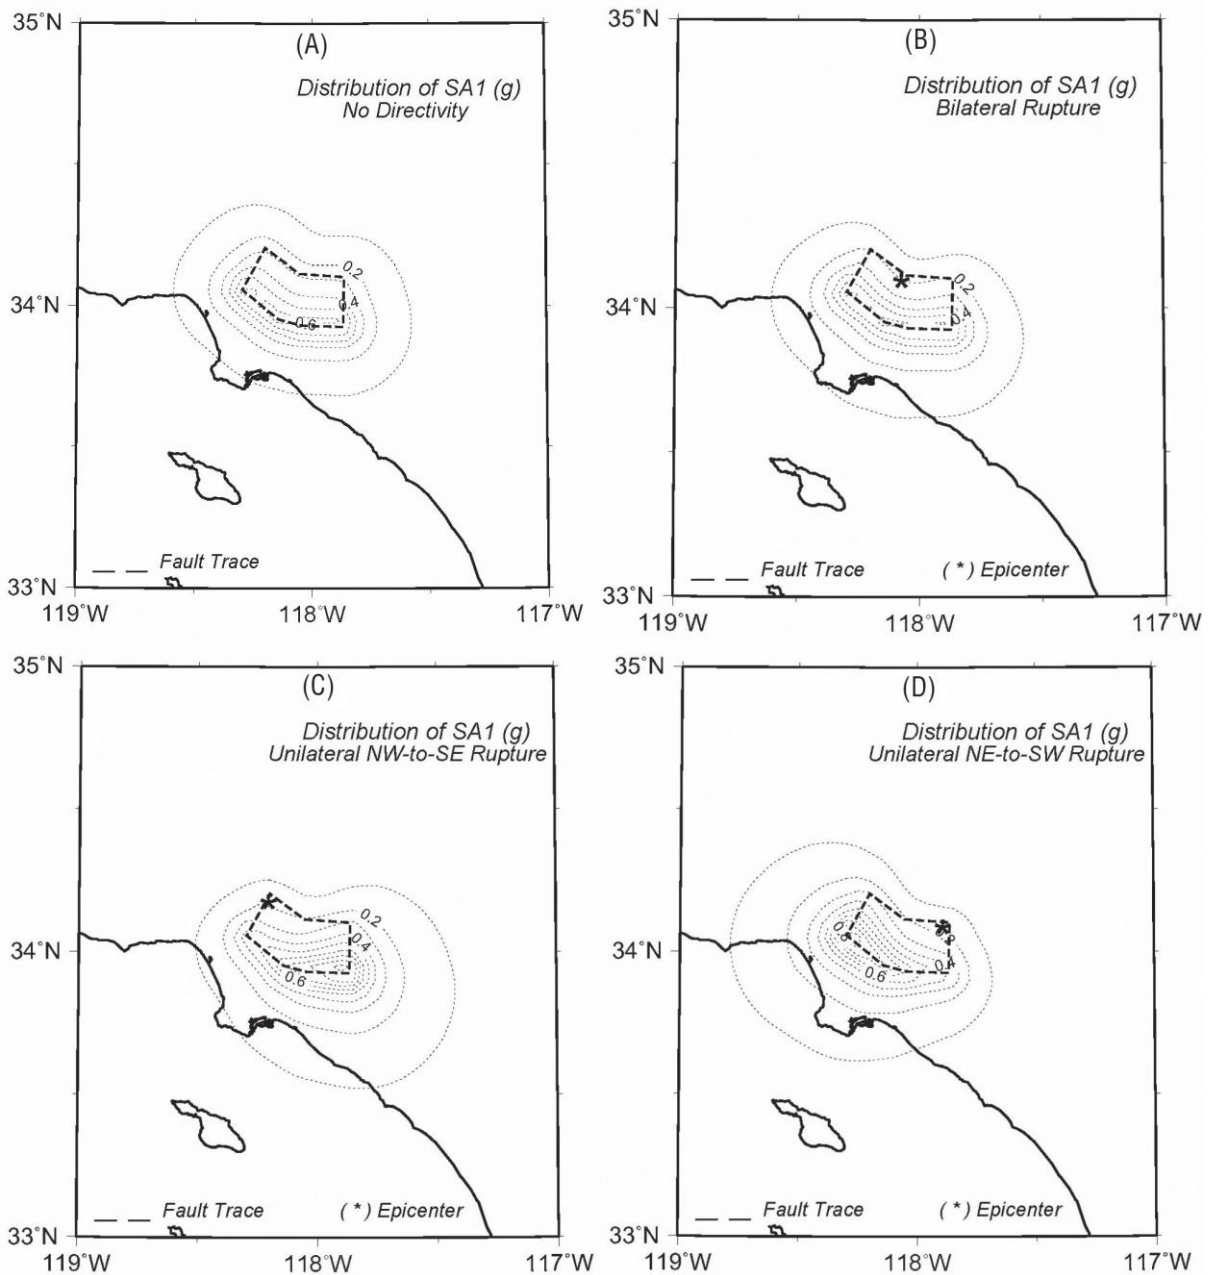 35°N
(A)
Distribution of SA1 (g)
No Directivity
0.2
0.4
0.6
34°N
Fault Trace
33°N
119°W
118°W
117°W
35°N
(B)
Distribution of SA1 (g)
Bilateral Rupture
*
0.2
0.4
34°N
Fault Trace
(*) Epicenter
33°N
119°W
118°W
117°W
35°N
(C)
Distribution of SA1 (g)
Unilateral NW-to-SE Rupture
*
0.2
0.4
0.6
34°N
Fault Trace
(*) Epicenter
33°N
119°W
118°W
117°W
35°N
(D)
Distribution of SA1 (g)
Unilateral NE-to-SW Rupture
*
0.4
0.6
34°N
Fault Trace
(*) Epicenter
33°N
119°W
118°W
117°W